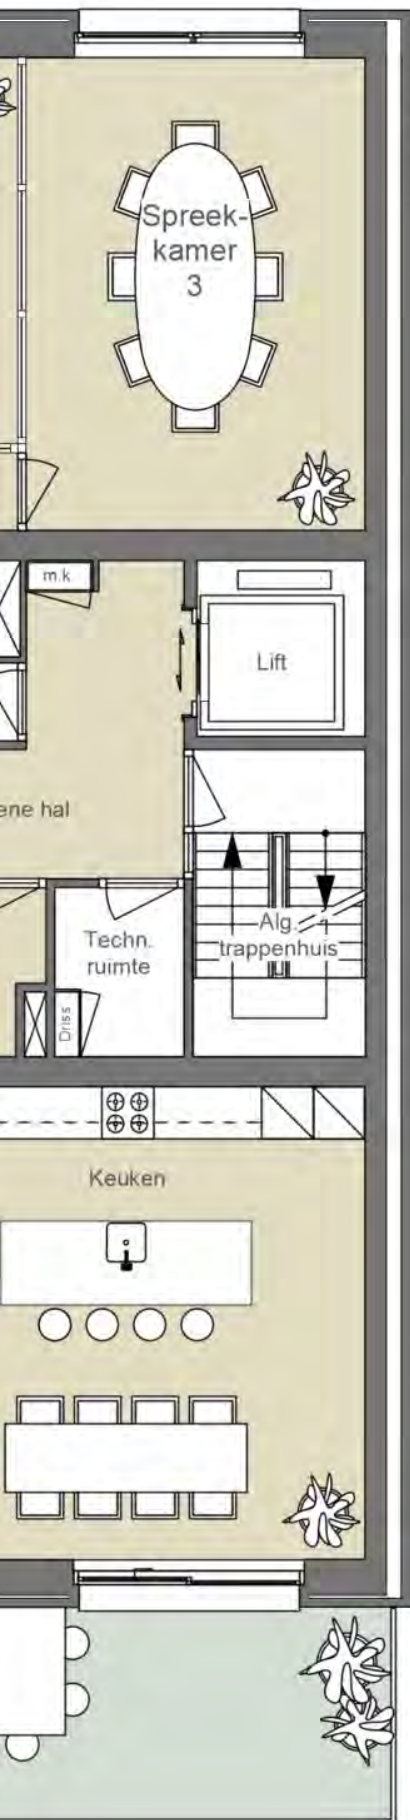 Spreek-
kamer
3
m.k
Lift
ene hal
Alg.
trappenhuis
Techn.
ruimte
Driss
Keuken